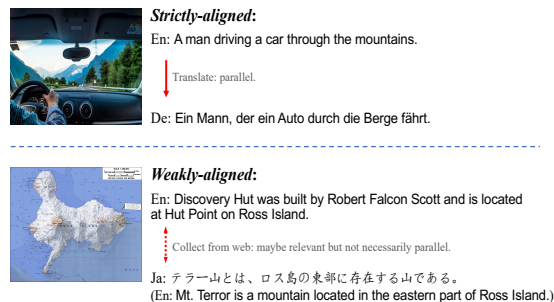 Strictly-aligned:
En: A man driving a car through the mountains.
Translate: parallel.
De: Ein Mann, der ein Auto durch die Berge fährt.
Weakly-aligned:
En: Discovery Hut was built by Robert Falcon Scott and is located
at Hut Point on Ross Island.
Collect from web: maybe relevant but not necessarily parallel.
Ja: テラー山とは、ロス島の東部に存在する山である。
(En: Mt. Terror is a mountain located in the eastern part of Ross Island.)